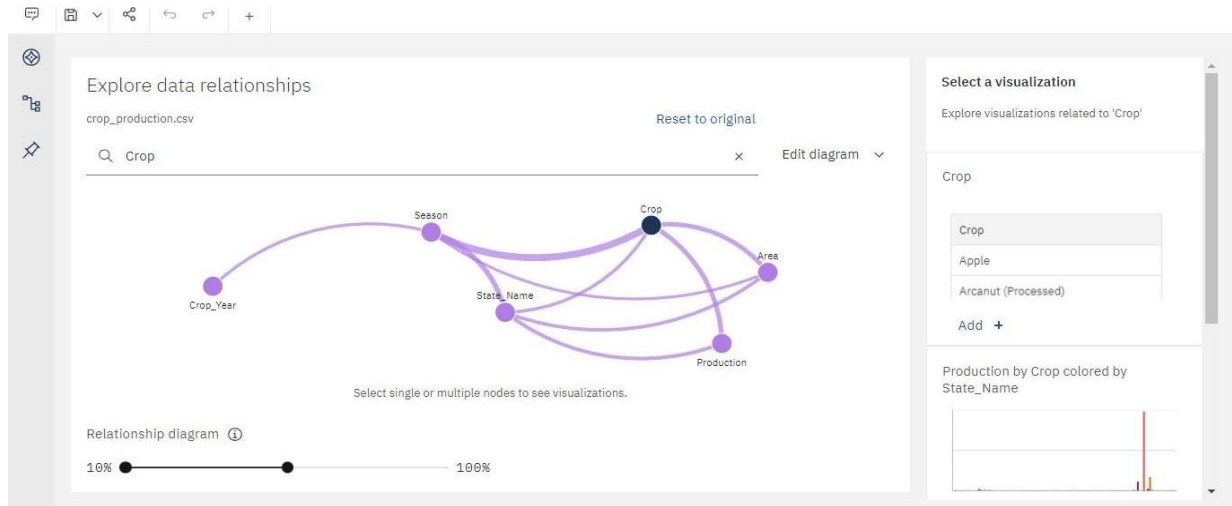 Explore data relationships
crop_production.csv
Reset to original
Crop
Edit diagram
Season
Crop
Area
Crop_Year
State_Name
Production
Select single or multiple nodes to see visualizations.
Relationship diagram
10%
100%
Select a visualization
Explore visualizations related to 'Crop'
Crop
Crop
Apple
Arcanut (Processed)
Add +
Production by Crop colored by
State_Name